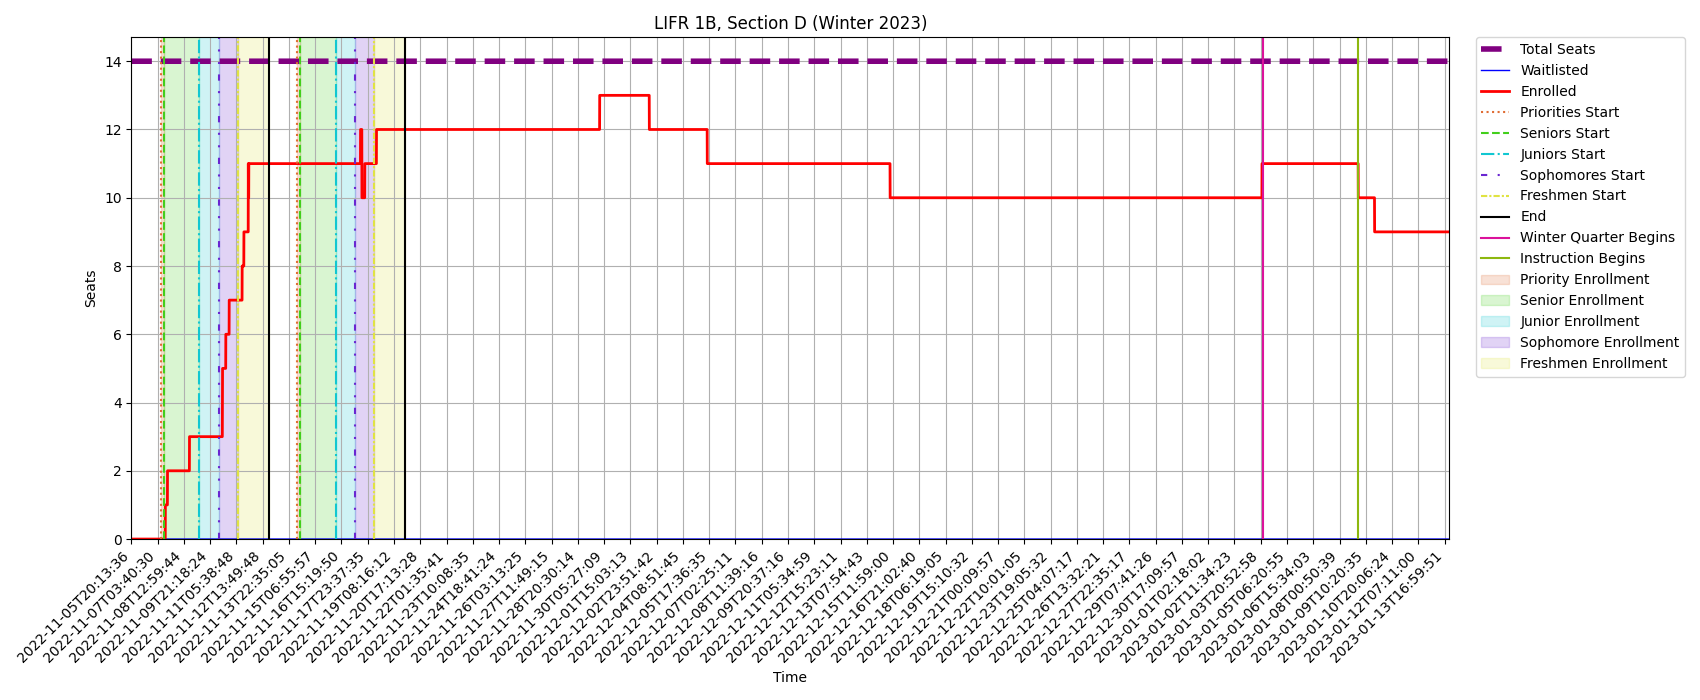 LIFR 1B, Section D (Winter 2023)
Seats
14
12
10
8
6
4
2
0
2022-11-05T20:13:36
2022-11-07T03:40:30
2022-11-08T12:59:44
2022-11-09T21:18:24
2022-11-11T05:38:48
2022-11-12T13:49:48
2022-11-13T22:35:05
2022-11-15T06:55:57
2022-11-16T15:19:50
2022-11-17T23:37:35
2022-11-19T08:16:12
2022-11-20T17:13:28
2022-11-22T01:35:41
2022-11-23T10:08:35
2022-11-24T18:41:24
2022-11-26T03:13:25
2022-11-27T11:49:15
2022-11-28T20:30:14
2022-11-30T05:27:09
2022-12-01T15:03:13
2022-12-02T23:51:42
2022-12-04T08:51:45
2022-12-05T17:36:35
2022-12-07T02:25:11
2022-12-08T11:39:16
2022-12-09T20:37:16
2022-12-11T05:34:59
2022-12-12T15:23:11
2022-12-13T07:54:43
2022-12-15T11:59:00
2022-12-16T21:02:40
2022-12-18T06:19:05
2022-12-19T15:10:32
2022-12-21T00:09:57
2022-12-22T10:01:05
2022-12-23T19:05:32
2022-12-25T04:07:17
2022-12-26T13:32:21
2022-12-27T22:35:17
2022-12-29T07:41:26
2022-12-30T17:09:57
2023-01-01T02:18:02
2023-01-02T11:34:23
2023-01-03T20:52:58
2023-01-05T06:20:55
2023-01-06T15:34:03
2023-01-08T00:50:39
2023-01-09T10:20:35
2023-01-10T20:06:24
2023-01-12T07:11:00
2023-01-13T16:59:51
Time
Total Seats
Waitlisted
Enrolled
Priorities Start
Seniors Start
Juniors Start
Sophomores Start
Freshmen Start
End
Winter Quarter Begins
Instruction Begins
Priority Enrollment
Senior Enrollment
Junior Enrollment
Sophomore Enrollment
Freshmen Enrollment